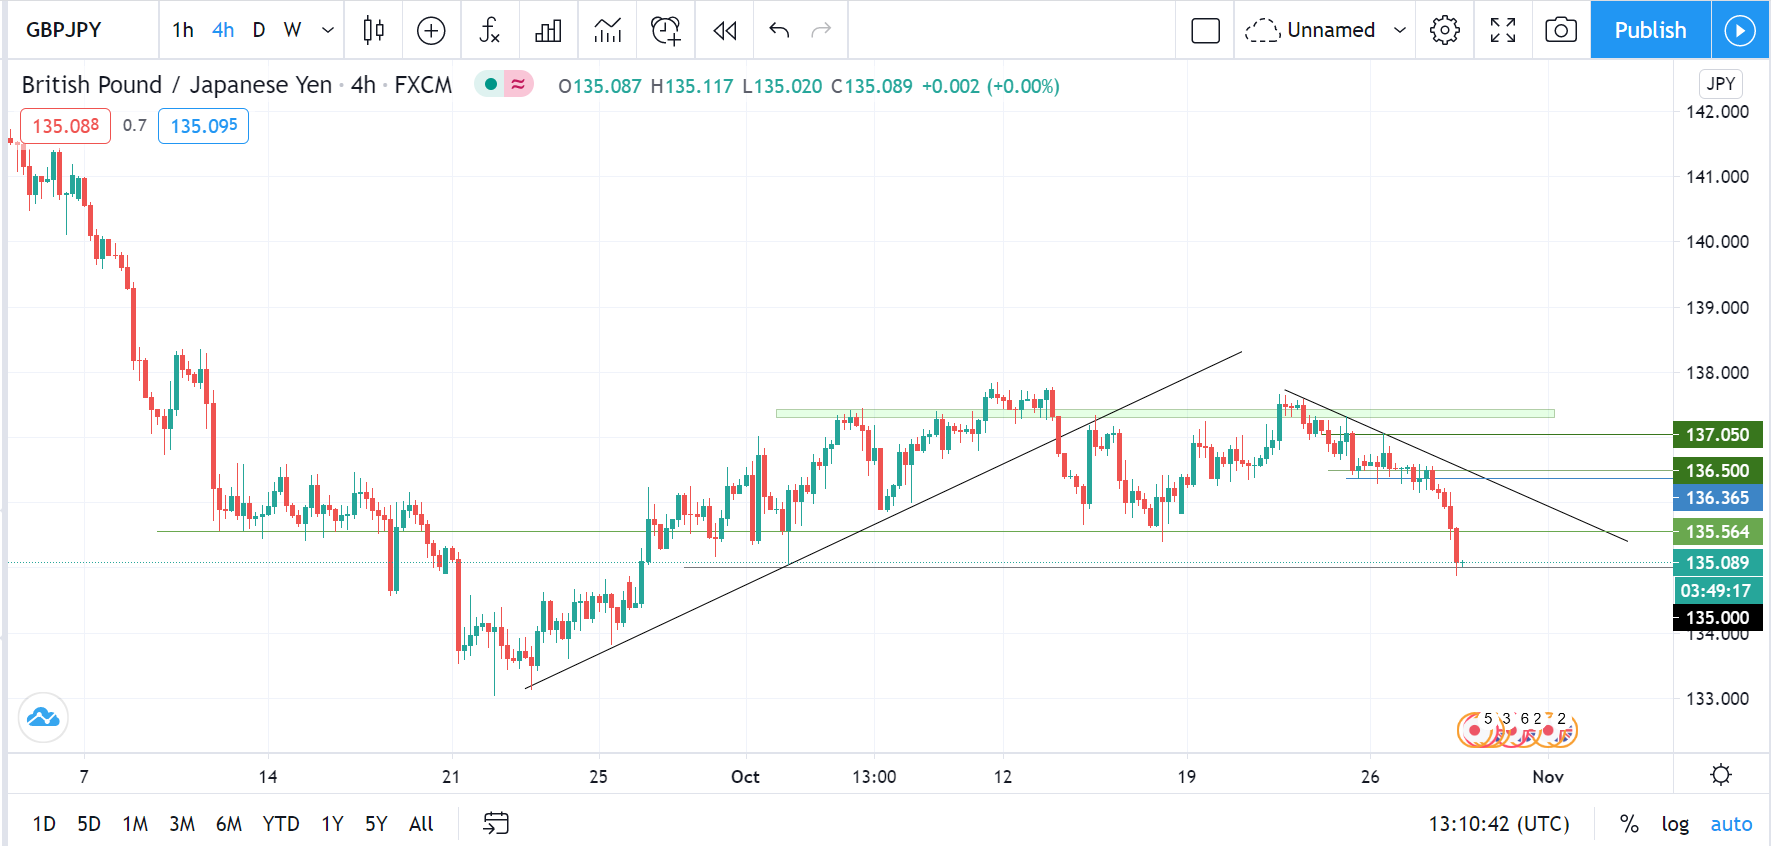 GBPJPY 1h 4h D W Unnamed Publish
British Pound / Japanese Yen · 4h · FXCM ≈ O135.087 H135.117 L135.020 C135.089 +0.002 (+0.00%) JPY
135.088 0.7 135.095
142.000
141.000
140.000
139.000
138.000
137.050
136.500
136.365
135.564
135.089
03:49:17
135.000
134.000
133.000
5 3 6 2 2
7 14 21 25 Oct 13:00 12 19 26 Nov
1D 5D 1M 3M 6M YTD 1Y 5Y All 13:10:42 (UTC) % log auto